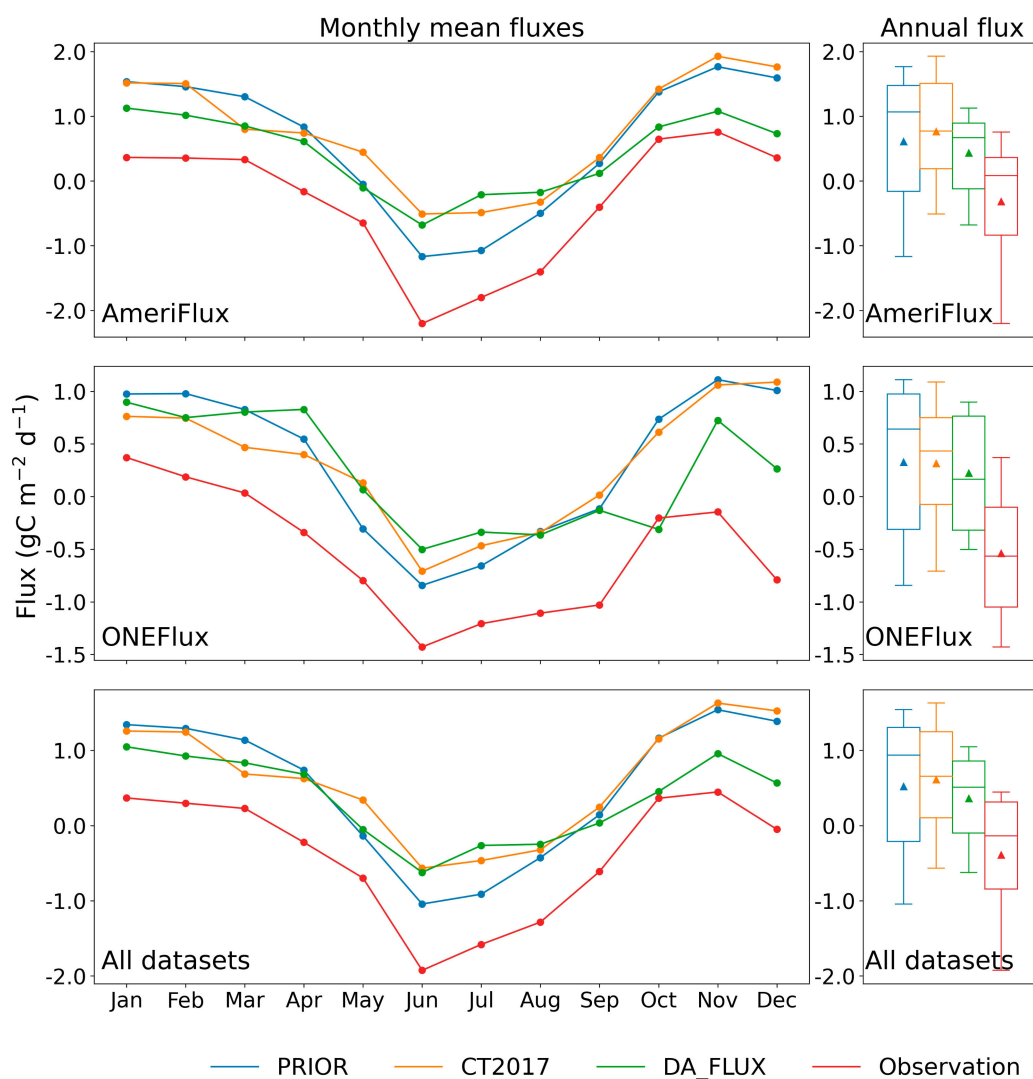 Monthly mean fluxes
Annual flux
2.0
1.0
0.0
-1.0
-2.0
AmeriFlux
2.0
1.0
0.0
-1.0
-2.0
AmeriFlux
Flux (gC m−2 d−1)
1.0
0.5
0.0
-0.5
-1.0
-1.5
ONEFlux
1.0
0.5
0.0
-0.5
-1.0
-1.5
ONEFlux
1.0
0.0
-1.0
-2.0
All datasets
1.0
0.0
-1.0
-2.0
All datasets
Jan Feb Mar Apr May Jun Jul Aug Sep Oct Nov Dec
PRIOR CT2017 DA_FLUX Observation